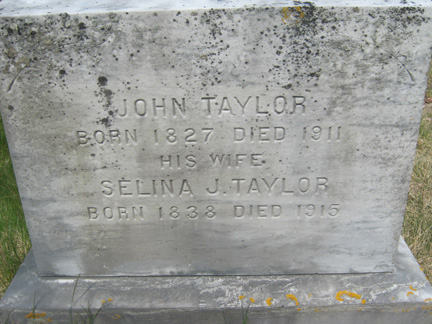 JOHN TAYLOR
BORN 1827 DIED 1911
HIS WIFE
SELINA J. TAYLOR
BORN 1838 DIED 1915